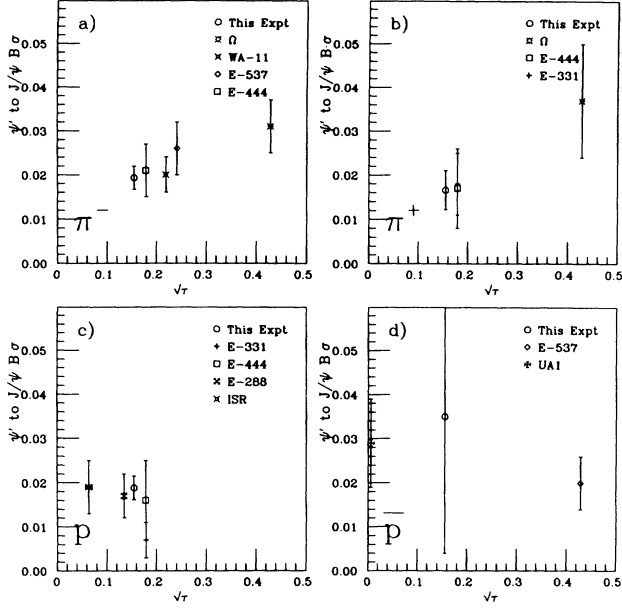 a)
○ This Expt
Ω
WA-11
◇ E-537
□ E-444
ψ' to J/ψ Bσ
0.05
0.04
0.03
0.02
0.01
0.00
π⁻
0 0.1 0.2 0.3 0.4 0.5
√τ
b)
○ This Expt
Ω
□ E-444
+ E-331
ψ' to J/ψ B σ
0.05
0.04
0.03
0.02
0.01
0.00
π⁺
0 0.1 0.2 0.3 0.4 0.5
√τ
c)
○ This Expt
+ E-331
□ E-444
E-288
ISR
ψ' to J/ψ Bσ
0.05
0.04
0.03
0.02
0.01
0.00
p
0 0.1 0.2 0.3 0.4 0.5
√τ
d)
○ This Expt
◇ E-537
UA1
ψ' to J/ψ B σ
0.05
0.04
0.03
0.02
0.01
0.00
p̅
0 0.1 0.2 0.3 0.4 0.5
√τ